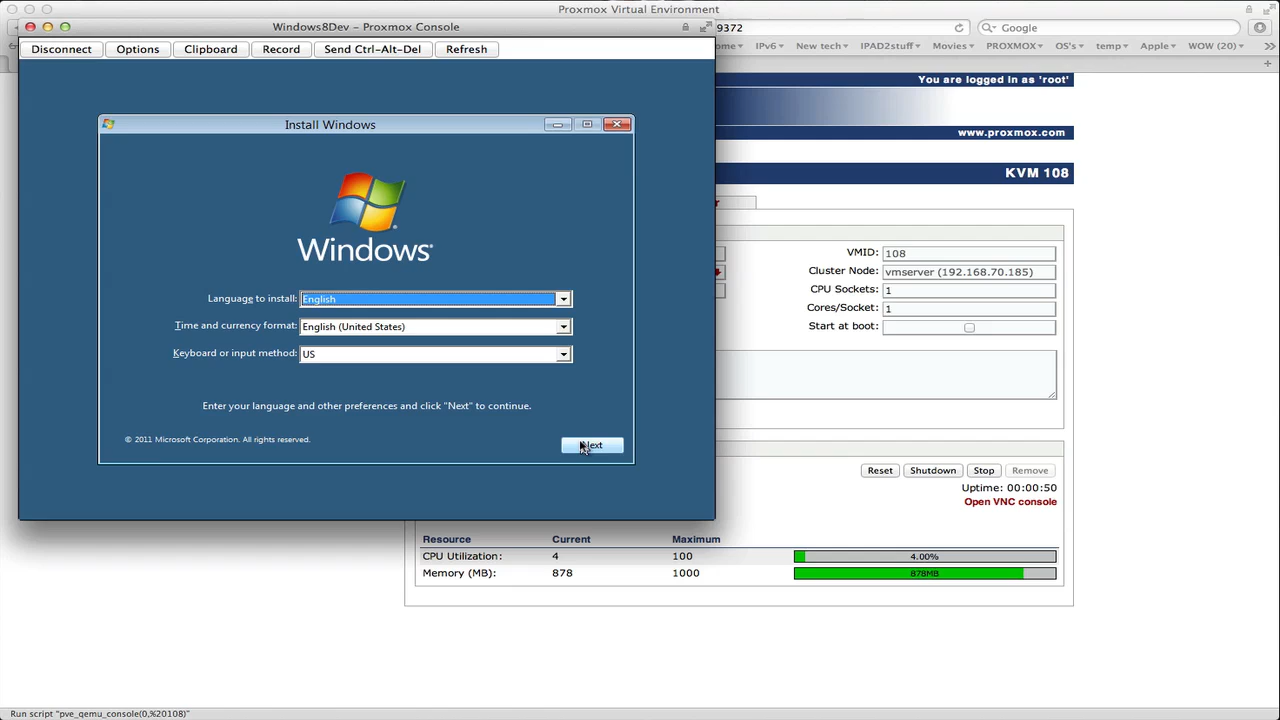 Proxmox Virtual Environment
Windows8Dev – Proxmox Console
9372
Google
Disconnect
Options
Clipboard
Record
Send Ctrl-Alt-Del
Refresh
ome
IPv6
New tech
IPAD2stuff
Movies
PROXMOX
OS's
temp
Apple
WOW (20)
You are logged in as 'root'
www.proxmox.com
KVM 108
Install Windows
Windows
Language to install: English
Time and currency format: English (United States)
Keyboard or input method: US
Enter your language and other preferences and click "Next" to continue.
© 2011 Microsoft Corporation. All rights reserved.
Next
VMID: 108
Cluster Node: vmserver (192.168.70.185)
CPU Sockets: 1
Cores/Socket: 1
Start at boot:
Reset
Shutdown
Stop
Remove
Uptime: 00:00:50
Open VNC console
Resource Current Maximum
CPU Utilization: 4 100 4.00%
Memory (MB): 878 1000 878MB
Run script "pve_qemu_console(0,%20108)"